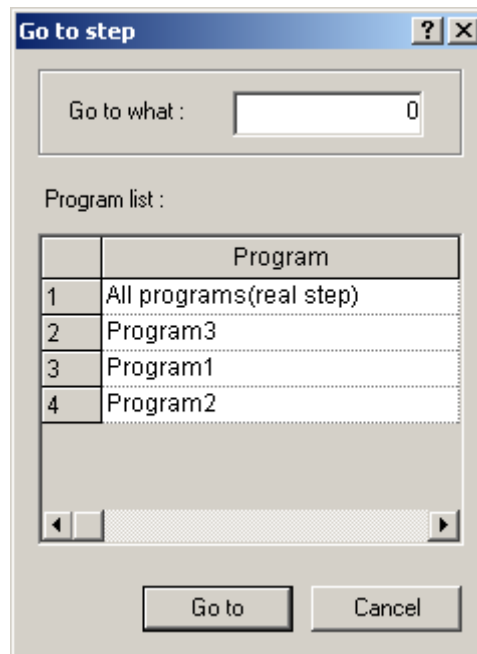 Go to step
Go to what : 0
Program list :
Program
1 All programs(real step)
2 Program3
3 Program1
4 Program2
Go to Cancel